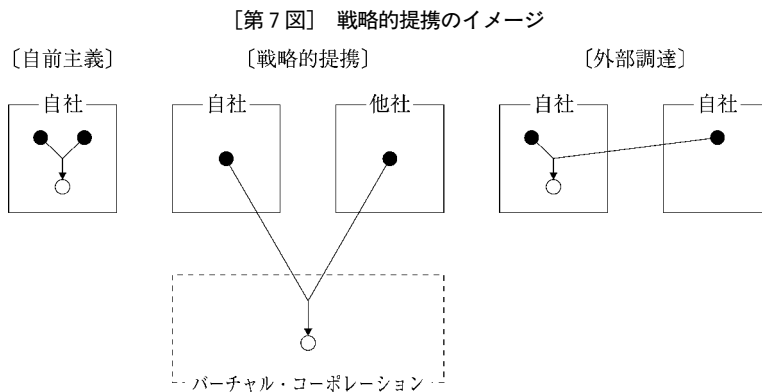 ［第７図］ 戦略的提携のイメージ
〔自前主義〕 〔戦略的提携〕 〔外部調達〕
自社 自社 他社 自社 自社
バーチャル・コーポレーション